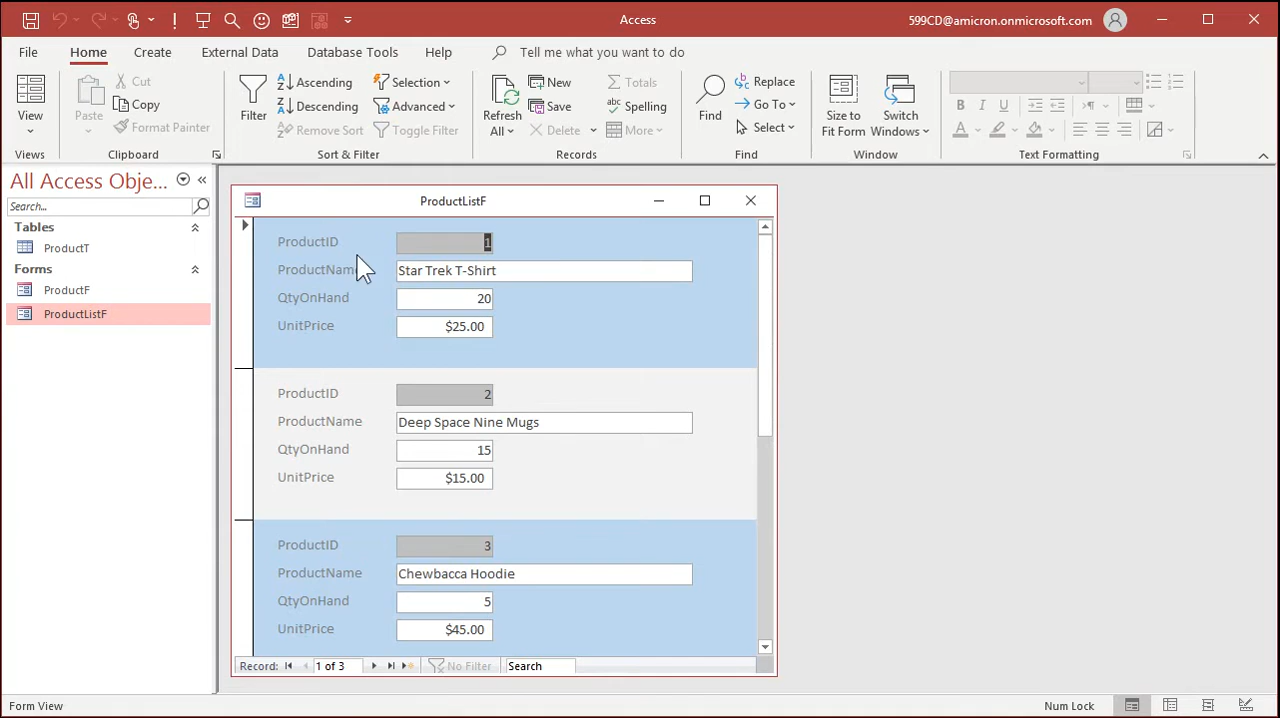 Access
599CD@amicron.onmicrosoft.com
File Home Create External Data Database Tools Help Tell me what you want to do
View
Views
Paste
Cut
Copy
Format Painter
Clipboard
Filter
Ascending
Descending
Remove Sort
Selection
Advanced
Toggle Filter
Sort & Filter
Refresh
All
New
Save
Delete
Totals
Spelling
More
Records
Find
Replace
Go To
Select
Find
Size to
Fit Form
Switch
Windows
Window
B I U
A
Text Formatting
All Access Obje...
Search...
Tables
ProductT
Forms
ProductF
ProductListF
ProductListF
ProductID 1
ProductName Star Trek T-Shirt
QtyOnHand 20
UnitPrice $25.00
ProductID 2
ProductName Deep Space Nine Mugs
QtyOnHand 15
UnitPrice $15.00
ProductID 3
ProductName Chewbacca Hoodie
QtyOnHand 5
UnitPrice $45.00
Record: 1 of 3 No Filter Search
Form View
Num Lock